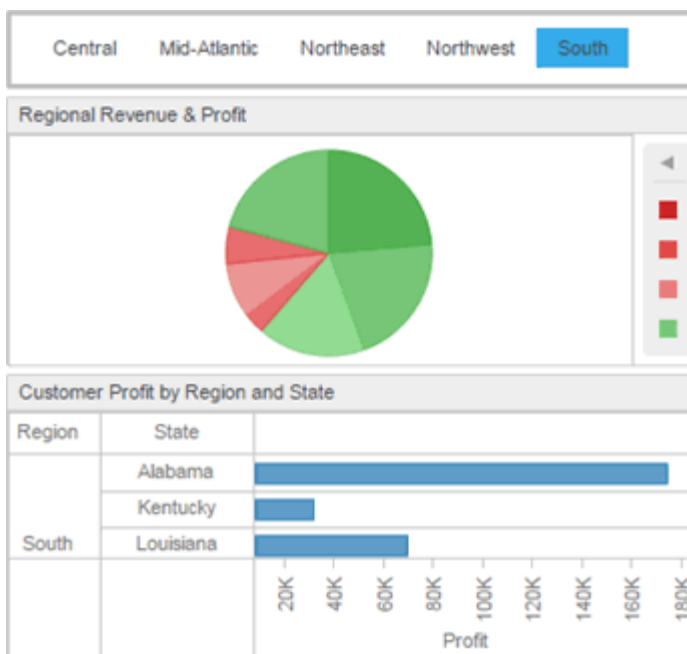 Central Mid-Atlantic Northeast Northwest South
Regional Revenue & Profit
Customer Profit by Region and State
Region State
Alabama
Kentucky
South Louisiana
20K 40K 60K 80K 100K 120K 140K 160K 180K
Profit